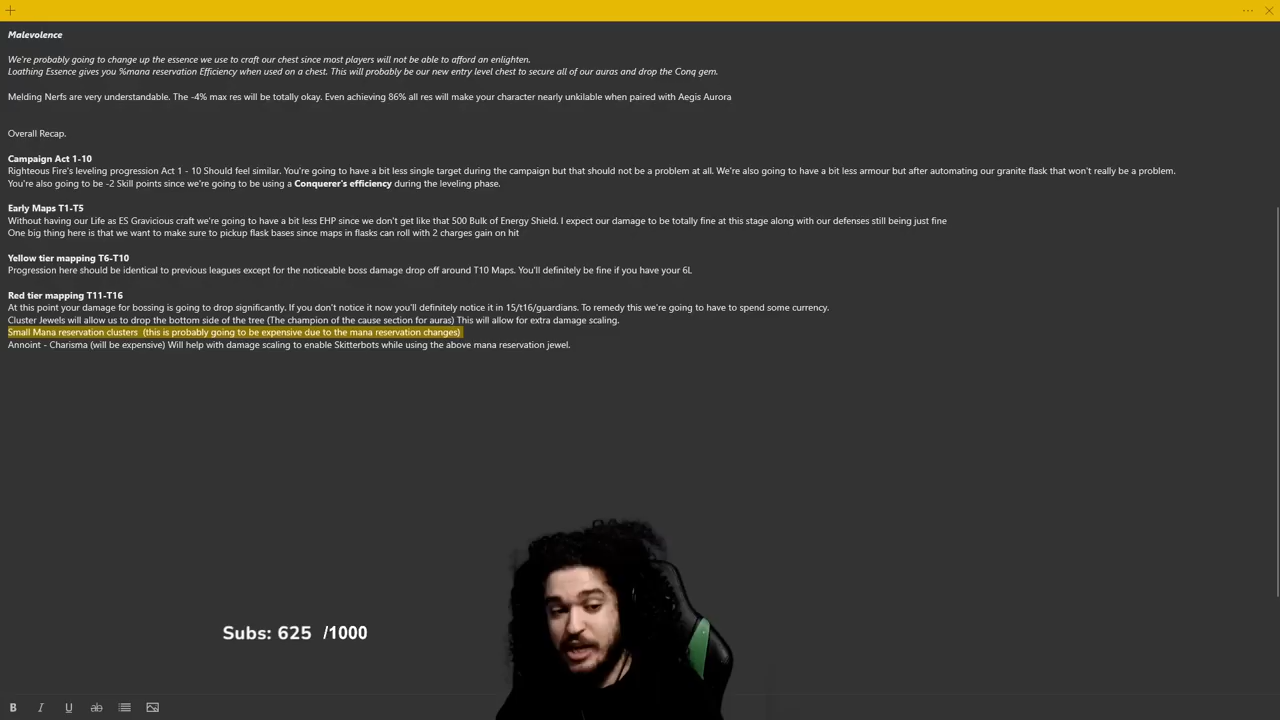 Malevolence
We're probably going to change up the essence we use to craft our chest since most players will not be able to afford an enlighten.
Loathing Essence gives you %mana reservation Efficiency when used on a chest. This will probably be our new entry level chest to secure all of our auras and drop the Conq gem.
Melding Nerfs are very understandable. The -4% max res will be totally okay. Even achieving 86% all res will make your character nearly unkilable when paired with Aegis Aurora
Overall Recap.
Campaign Act 1-10
Righteous Fire's leveling progression Act 1 - 10 Should feel similar. You're going to have a bit less single target during the campaign but that should not be a problem at all. We're also going to have a bit less armour but after automating our granite flask that won't really be a problem.
You're also going to be -2 Skill points since we're going to be using a Conquerer's efficiency during the leveling phase.
Early Maps T1-T5
Without having our Life as ES Gravicious craft we're going to have a bit less EHP since we don't get like that 500 Bulk of Energy Shield. I expect our damage to be totally fine at this stage along with our defenses still being just fine
One big thing here is that we want to make sure to pickup flask bases since maps in flasks can roll with 2 charges gain on hit
Yellow tier mapping T6-T10
Progression here should be identical to previous leagues except for the noticeable boss damage drop off around T10 Maps. You'll definitely be fine if you have your 6L
Red tier mapping T11-T16
At this point your damage for bossing is going to drop significantly. If you don't notice it now you'll definitely notice it in 15/t16/guardians. To remedy this we're going to have to spend some currency.
Cluster Jewels will allow us to drop the bottom side of the tree (The champion of the cause section for auras) This will allow for extra damage scaling.
Small Mana reservation clusters (this is probably going to be expensive due to the mana reservation changes)
Annoint - Charisma (will be expensive) Will help with damage scaling to enable Skitterbots while using the above mana reservation jewel.
Subs: 625 /1000
B I U ab